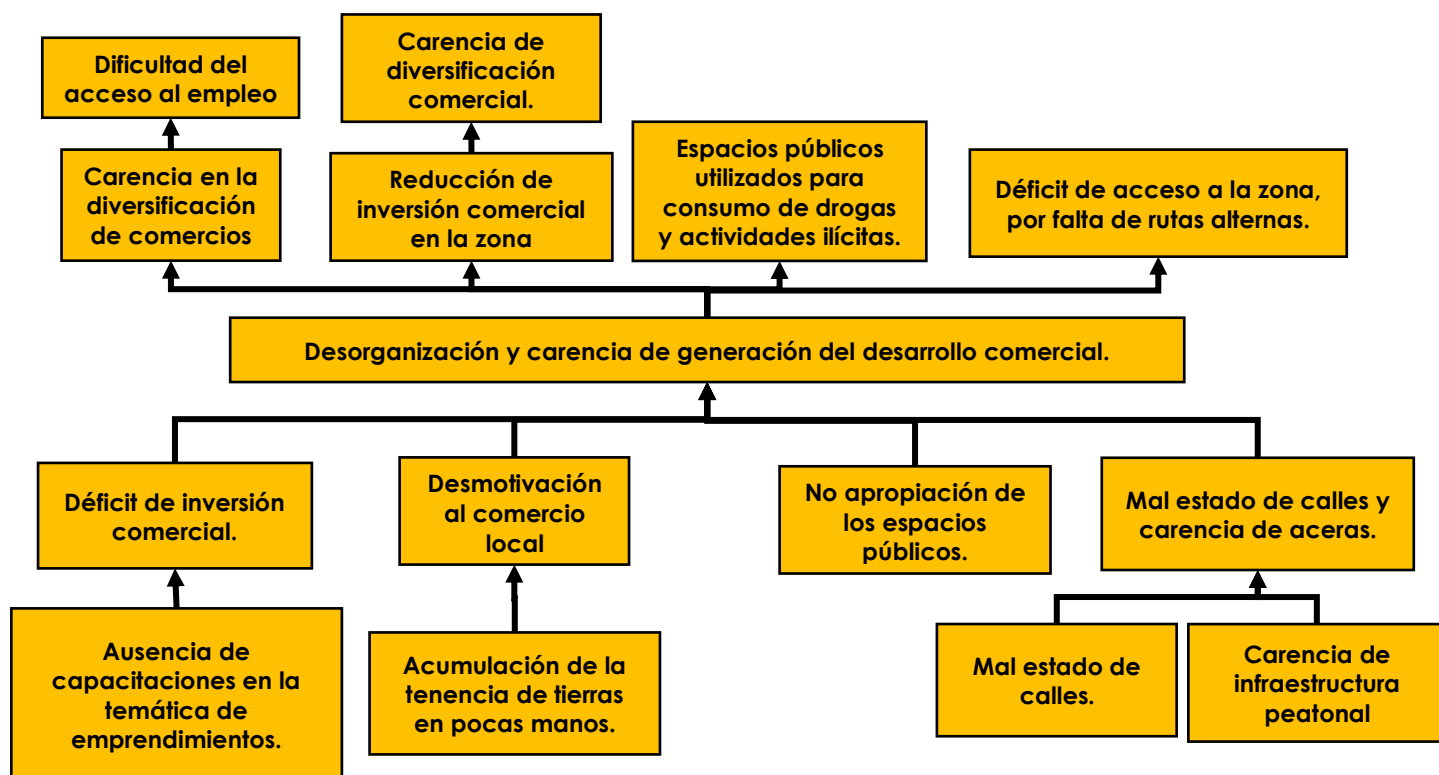 Dificultad del
acceso al empleo
Carencia de
diversificación
comercial.
Carencia en la
diversificación
de comercios
Reducción de
inversión comercial
en la zona
Espacios públicos
utilizados para
consumo de drogas
y actividades ilícitas.
Déficit de acceso a la zona,
por falta de rutas alternas.
Desorganización y carencia de generación del desarrollo comercial.
Déficit de inversión
comercial.
Desmotivación
al comercio
local
No apropiación de
los espacios
públicos.
Mal estado de calles y
carencia de aceras.
Ausencia de
capacitaciones en la
temática de
emprendimientos.
Acumulación de la
tenencia de tierras
en pocas manos.
Mal estado de
calles.
Carencia de
infraestructura
peatonal